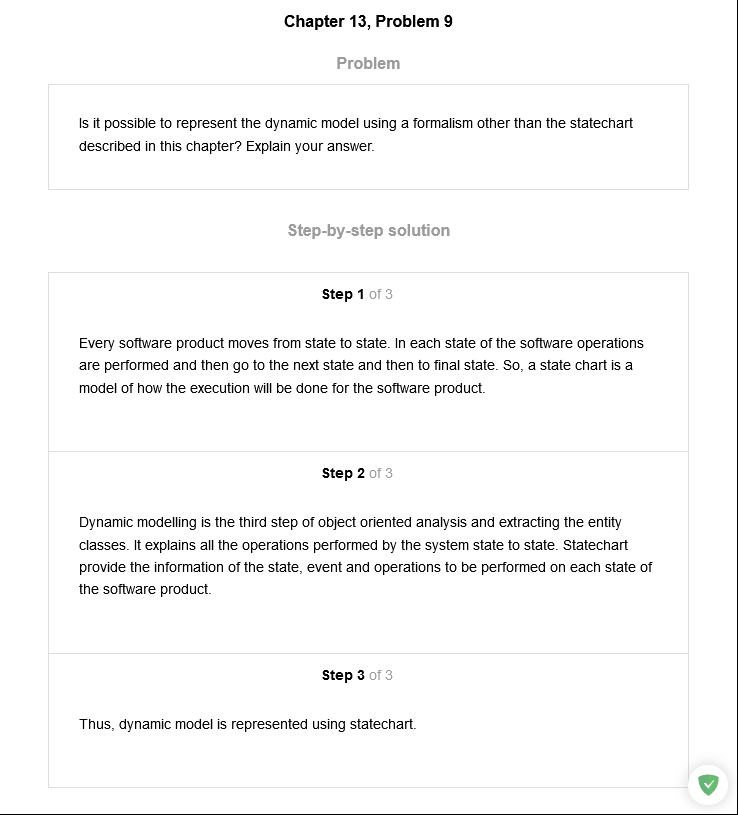 Chapter 13, Problem 9
Problem
Is it possible to represent the dynamic model using a formalism other than the statechart
described in this chapter? Explain your answer.
Step-by-step solution
Step 1 of 3
Every software product moves from state to state. In each state of the software operations
are performed and then go to the next state and then to final state. So, a state chart is a
model of how the execution will be done for the software product.
Step 2 of 3
Dynamic modelling is the third step of object oriented analysis and extracting the entity
classes. It explains all the operations performed by the system state to state. Statechart
provide the information of the state, event and operations to be performed on each state of
the software product.
Step 3 of 3
Thus, dynamic model is represented using statechart.